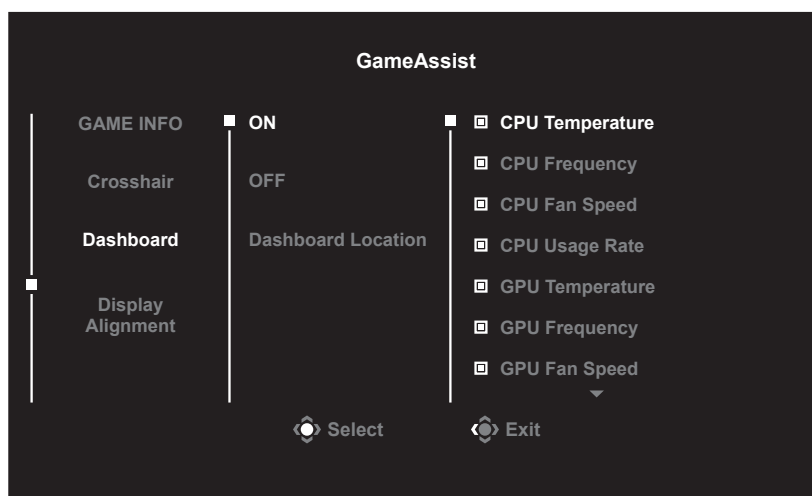 GameAssist
GAME INFO
Crosshair
Dashboard
Display
Alignment
ON
OFF
Dashboard Location
CPU Temperature
CPU Frequency
CPU Fan Speed
CPU Usage Rate
GPU Temperature
GPU Frequency
GPU Fan Speed
Select
Exit